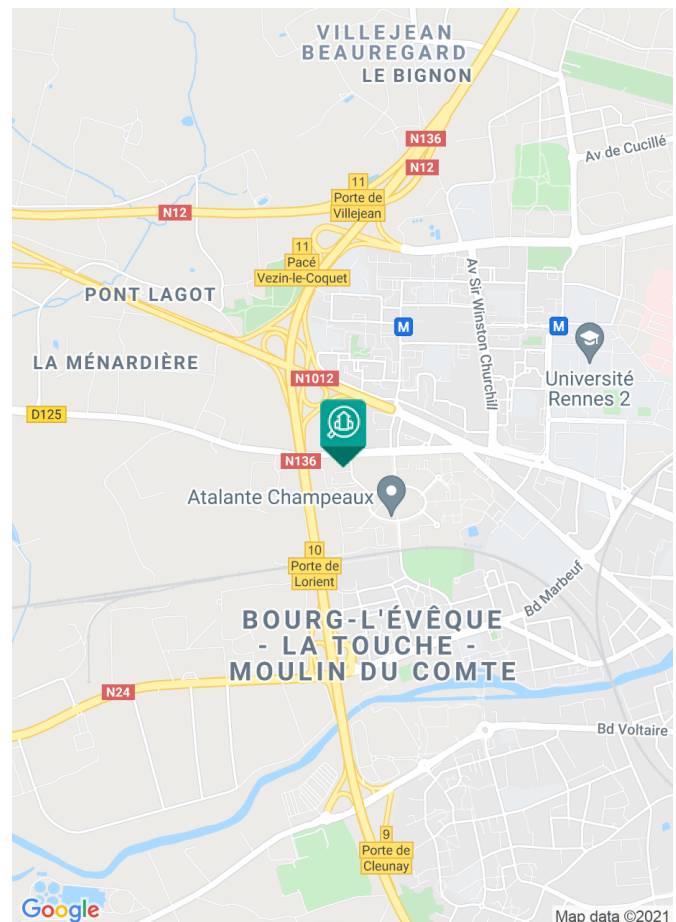 VILLEJEAN
BEAUREGARD
LE BIGNON
N136
Av de Cucillé
N12
11
Porte de
Villejean
N12
11
Pacé
Vezin-le-Coquet
Av Sir Winston Churchill
PONT LAGOT
M
M
LA MÉNARDIÈRE
Université
Rennes 2
N1012
D125
N136
Atalante Champeaux
10
Porte de
Lorient
Bd Marbeuf
BOURG-L'ÉVÊQUE
- LA TOUCHE -
MOULIN DU COMTE
N24
Bd Voltaire
9
Porte de
Cleunay
Google
Map data ©2021